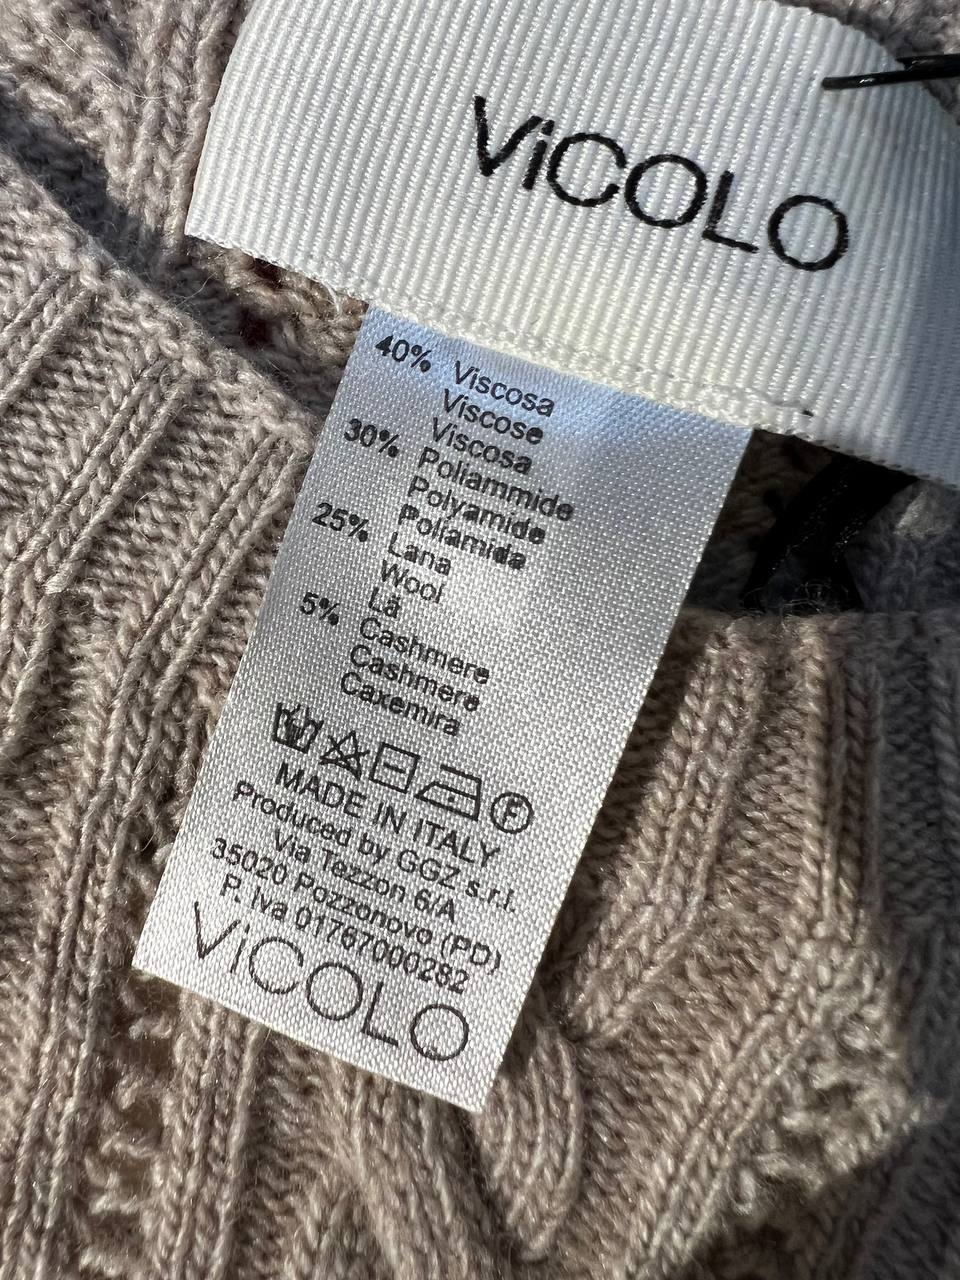 ViCOLO
40% Viscosa
Viscose
Viscosa
30% Poliammide
Polyamide
Poliamida
25% Lana
Wool
Lã
5% Cashmere
Cashmere
Caxemira
F
MADE IN ITALY
Produced by GGZ s.r.l.
Via Tezzon 6/A
35020 Pozzonovo (PD)
P. Iva 01767000282
ViCOLO